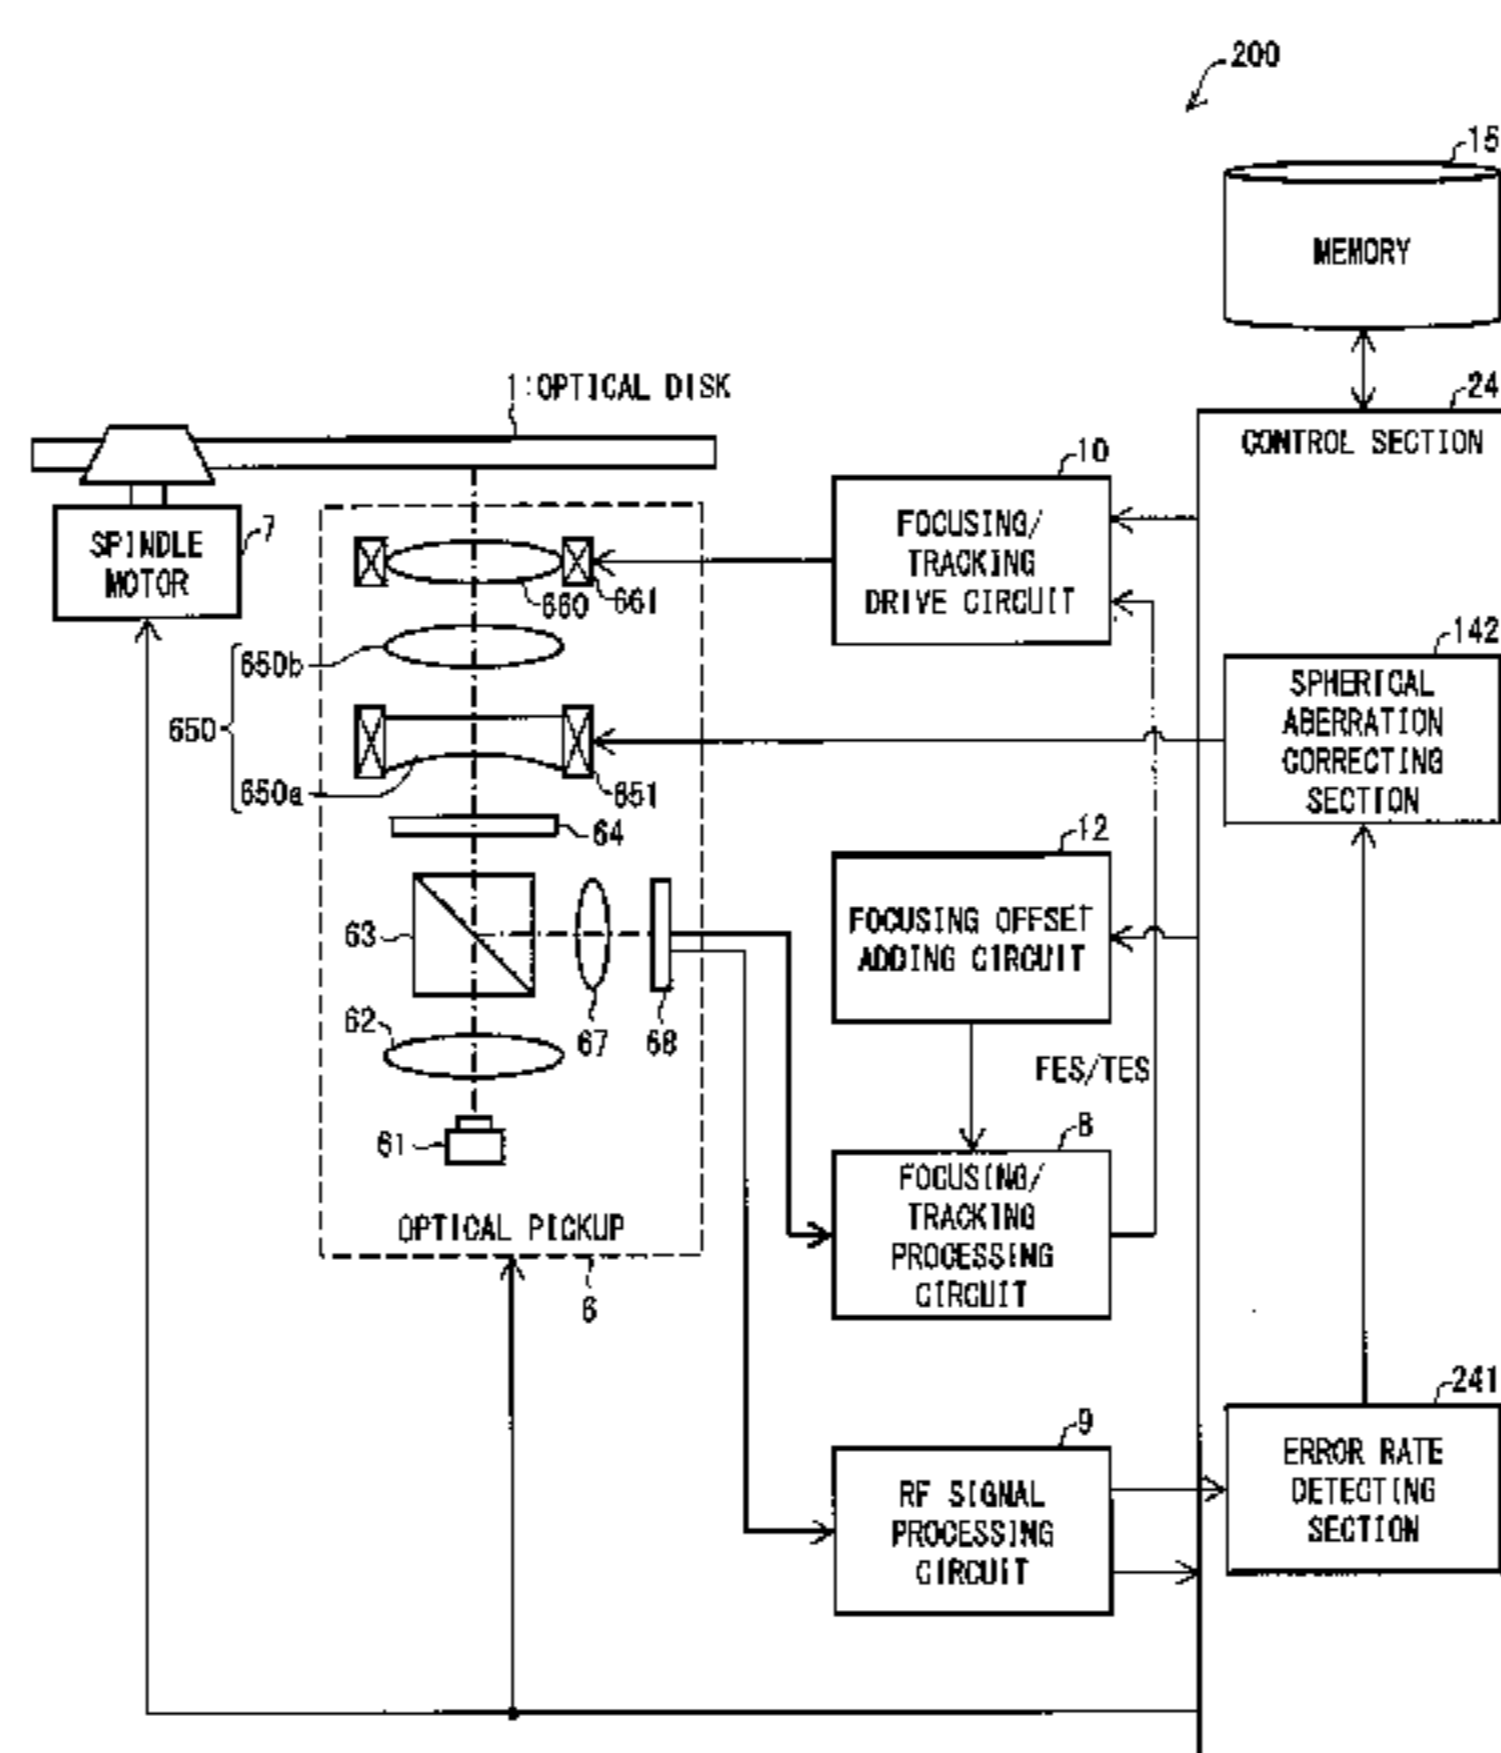 200
15
MEMORY
24
CONTROL SECTION
1:OPTICAL DISK
10
FOCUSING/
TRACKING
DRIVE CIRCUIT
7
SPINDLE
MOTOR
660
661
142
SPHERICAL
ABERRATION
CORRECTING
SECTION
650b
650
650a
651
64
12
FOCUSING OFFSET
ADDING CIRCUIT
63
62
67
68
FES/TES
61
8
FOCUSING/
TRACKING
PROCESSING
CIRCUIT
OPTICAL PICKUP
6
241
ERROR RATE
DETECTING
SECTION
9
RF SIGNAL
PROCESSING
CIRCUIT